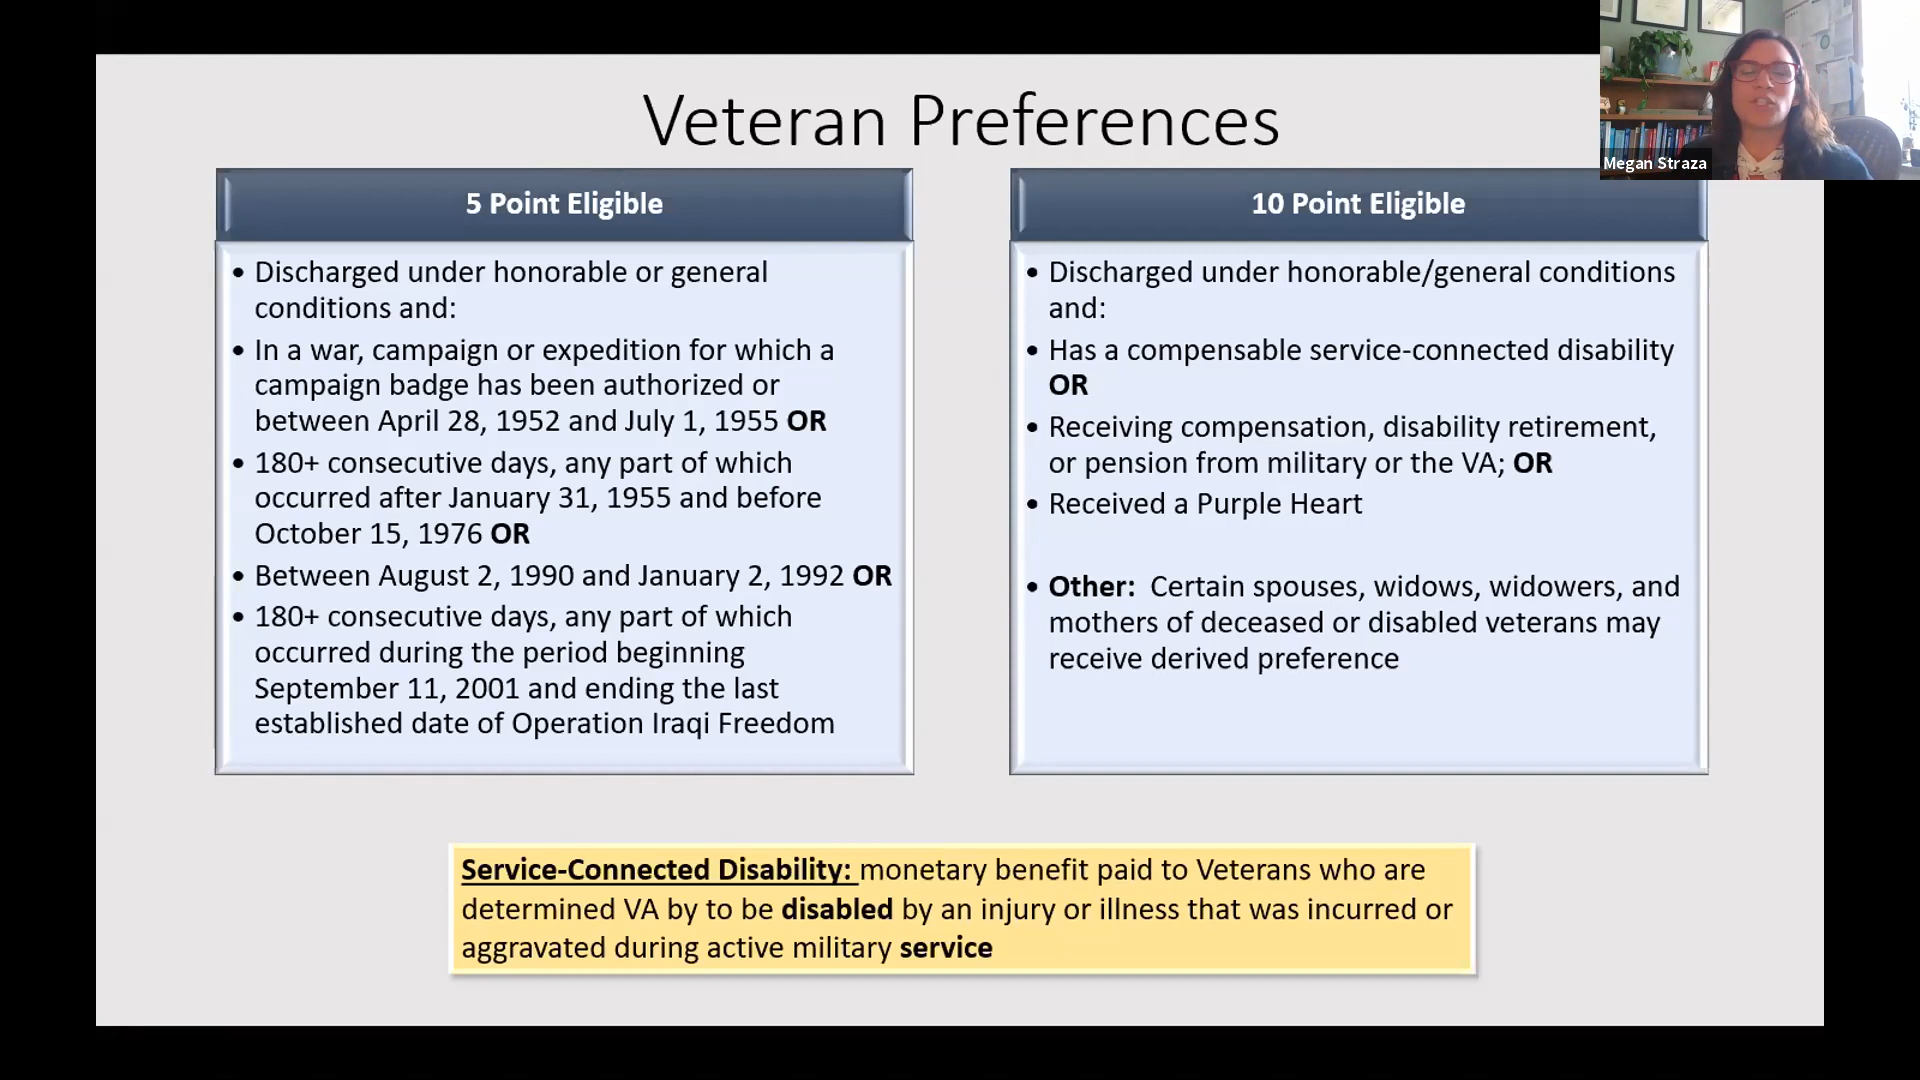 Veteran Preferences
Megan Straza
5 Point Eligible
• Discharged under honorable or general
conditions and:
• In a war, campaign or expedition for which a
campaign badge has been authorized or
between April 28, 1952 and July 1, 1955 OR
• 180+ consecutive days, any part of which
occurred after January 31, 1955 and before
October 15, 1976 OR
• Between August 2, 1990 and January 2, 1992 OR
• 180+ consecutive days, any part of which
occurred during the period beginning
September 11, 2001 and ending the last
established date of Operation Iraqi Freedom
10 Point Eligible
• Discharged under honorable/general conditions
and:
• Has a compensable service-connected disability
OR
• Receiving compensation, disability retirement,
or pension from military or the VA; OR
• Received a Purple Heart
• Other: Certain spouses, widows, widowers, and
mothers of deceased or disabled veterans may
receive derived preference
Service-Connected Disability: monetary benefit paid to Veterans who are
determined VA by to be disabled by an injury or illness that was incurred or
aggravated during active military service